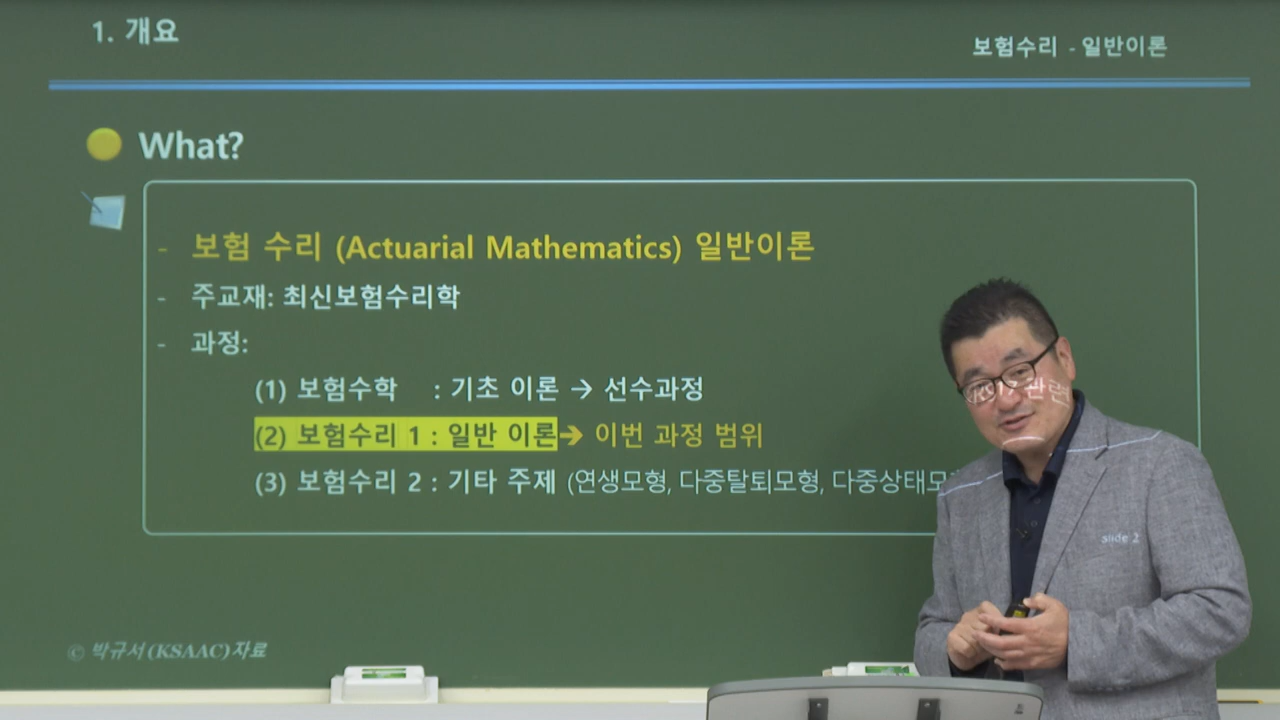 1. 개요
보험수리 - 일반이론
What?
- 보험 수리 (Actuarial Mathematics) 일반이론
- 주교재: 최신보험수리학
- 과정:
(1) 보험수학 : 기초 이론 → 선수과정
(2) 보험수리 1 : 일반 이론→ 이번 과정 범위
(3) 보험수리 2 : 기타 주제 (연생모형, 다중탈퇴모형, 다중상태모
관련
slide 2
© 박규서(KSAAC)자료